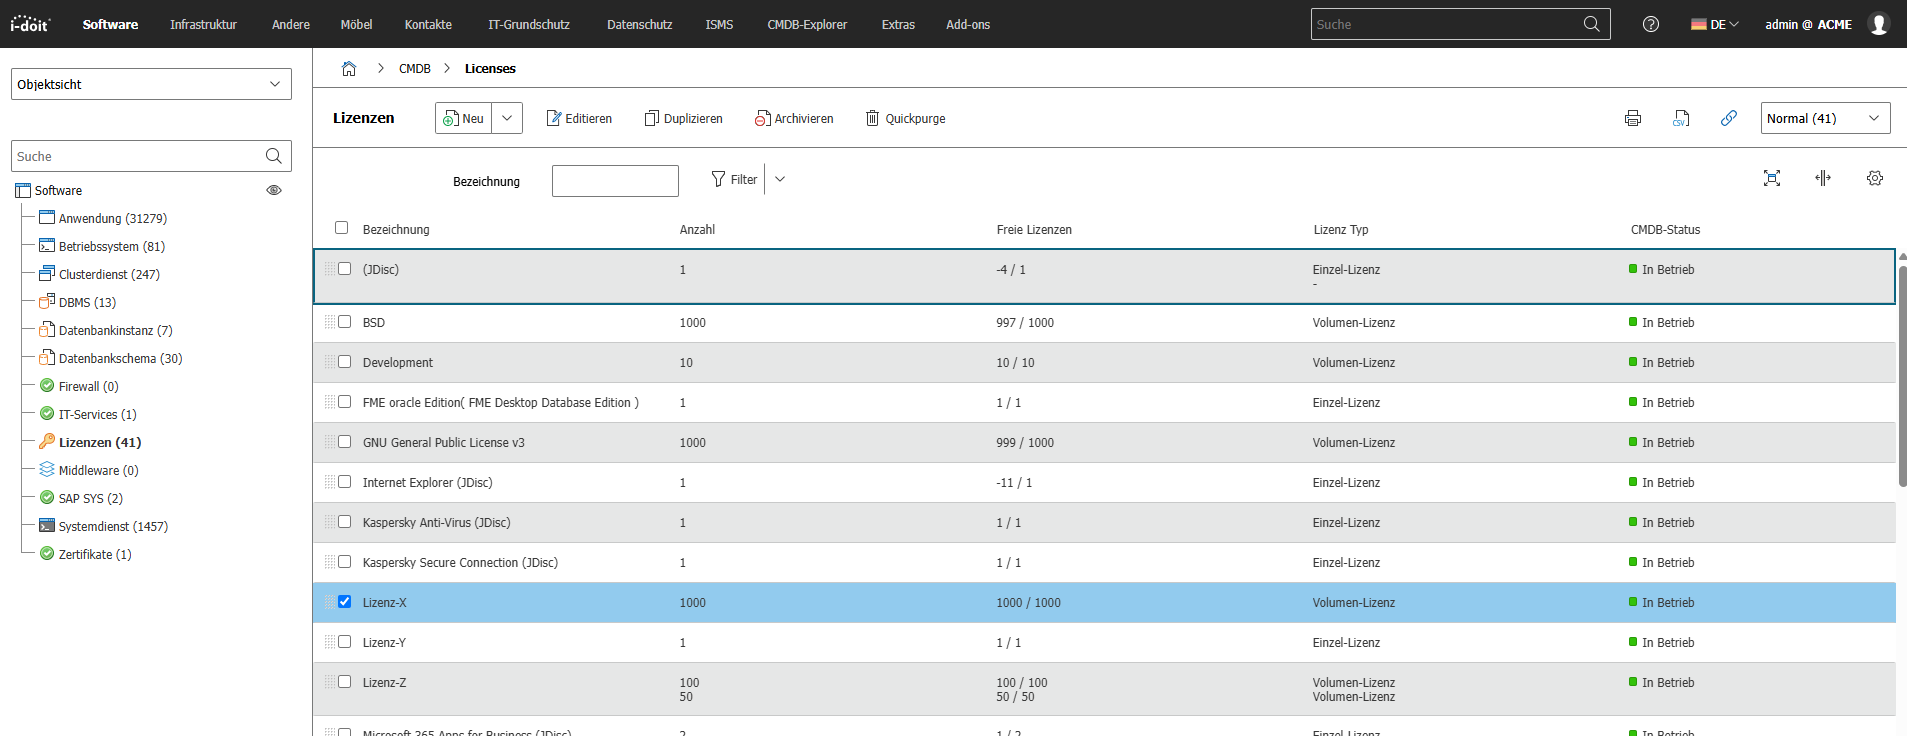 i-doit Software Infrastruktur Andere Möbel Kontakte IT-Grundschutz Datenschutz ISMS CMDB-Explorer Extras Add-ons Suche DE admin @ ACME
Objektsicht
CMDB Licenses
Lizenzen Neu Editieren Duplizieren Archivieren Quickpurge CSV Normal (41)
Suche
Bezeichnung Filter
Software
Anwendung (31279)
Betriebssystem (81)
Clusterdienst (247)
DBMS (13)
Datenbankinstanz (7)
Datenbankschema (30)
Firewall (0)
IT-Services (1)
Lizenzen (41)
Middleware (0)
SAP SYS (2)
Systemdienst (1457)
Zertifikate (1)
Bezeichnung Anzahl Freie Lizenzen Lizenz Typ CMDB-Status
(JDisc) 1 -4 / 1 Einzel-Lizenz In Betrieb
-
BSD 1000 997 / 1000 Volumen-Lizenz In Betrieb
Development 10 10 / 10 Volumen-Lizenz In Betrieb
FME oracle Edition( FME Desktop Database Edition ) 1 1 / 1 Einzel-Lizenz In Betrieb
GNU General Public License v3 1000 999 / 1000 Volumen-Lizenz In Betrieb
Internet Explorer (JDisc) 1 -11 / 1 Einzel-Lizenz In Betrieb
Kaspersky Anti-Virus (JDisc) 1 1 / 1 Einzel-Lizenz In Betrieb
Kaspersky Secure Connection (JDisc) 1 1 / 1 Einzel-Lizenz In Betrieb
Lizenz-X 1000 1000 / 1000 Volumen-Lizenz In Betrieb
Lizenz-Y 1 1 / 1 Einzel-Lizenz In Betrieb
Lizenz-Z 100 100 / 100 Volumen-Lizenz In Betrieb
50 50 / 50 Volumen-Lizenz
Microsoft 365 Apps for Business (JDisc) 2 1 / 2 Einzel-Lizenz In Betrieb